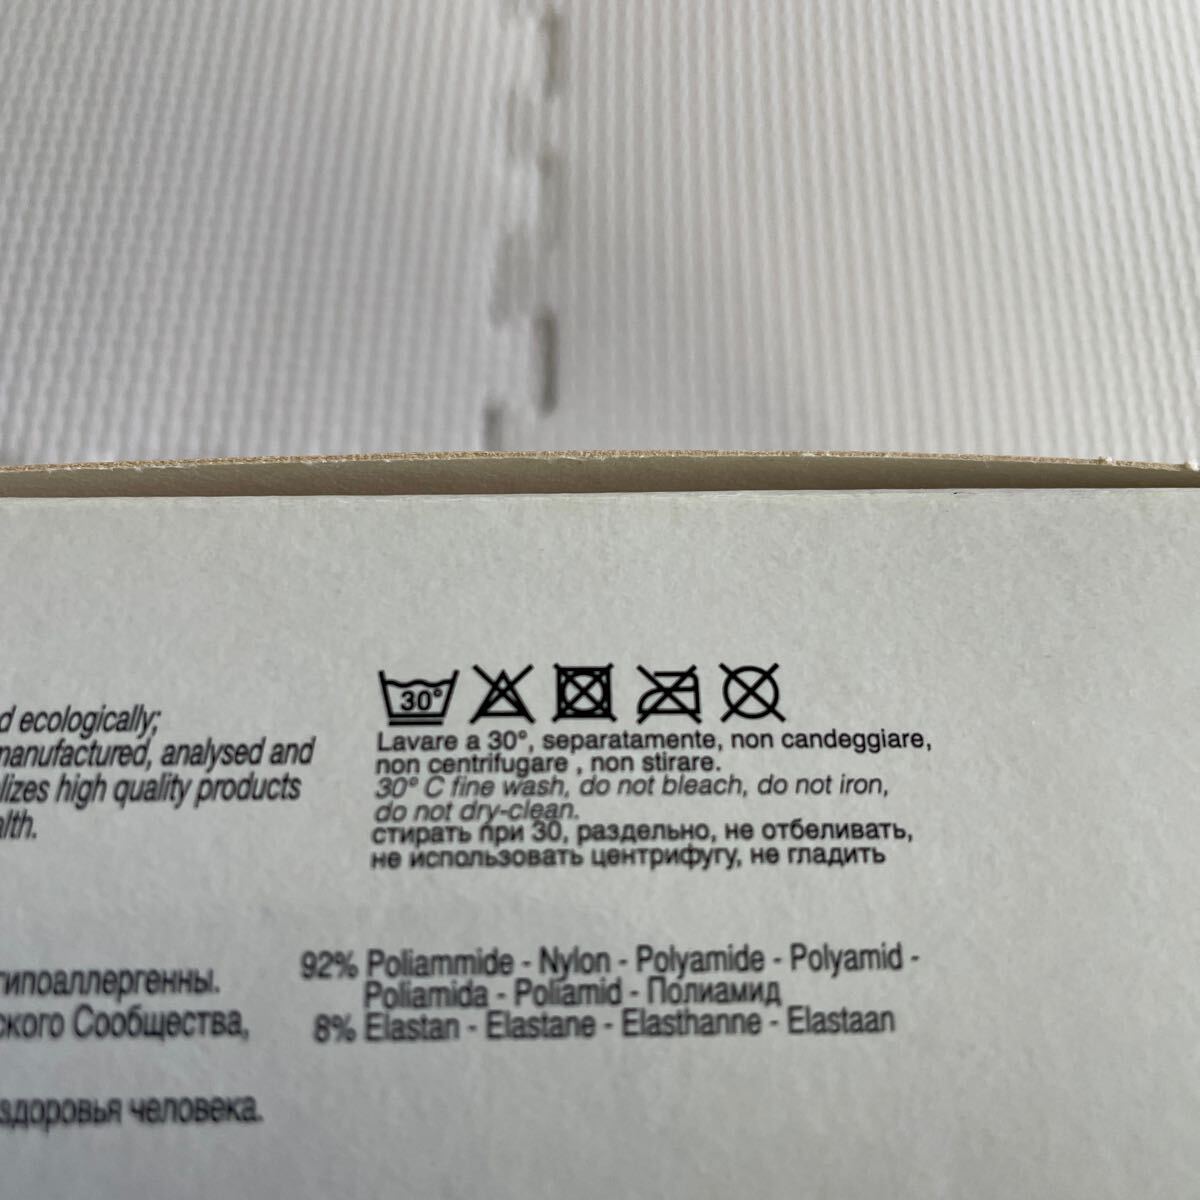 30°
d ecologically;
manufactured, analysed and
lizes high quality products
alth.
Lavare a 30°, separatamente, non candeggiare,
non centrifugare , non stirare.
30° C fine wash, do not bleach, do not iron,
do not dry-clean.
стирать при 30, раздельно, не отбеливать,
не использовать центрифугу, не гладить
гипоаллергенны.
ского Сообщества,
здоровья человека.
92% Poliammide - Nylon - Polyamide - Polyamid -
Poliamida - Poliamid - Полиамид
8% Elastan - Elastane - Elasthanne - Elastaan